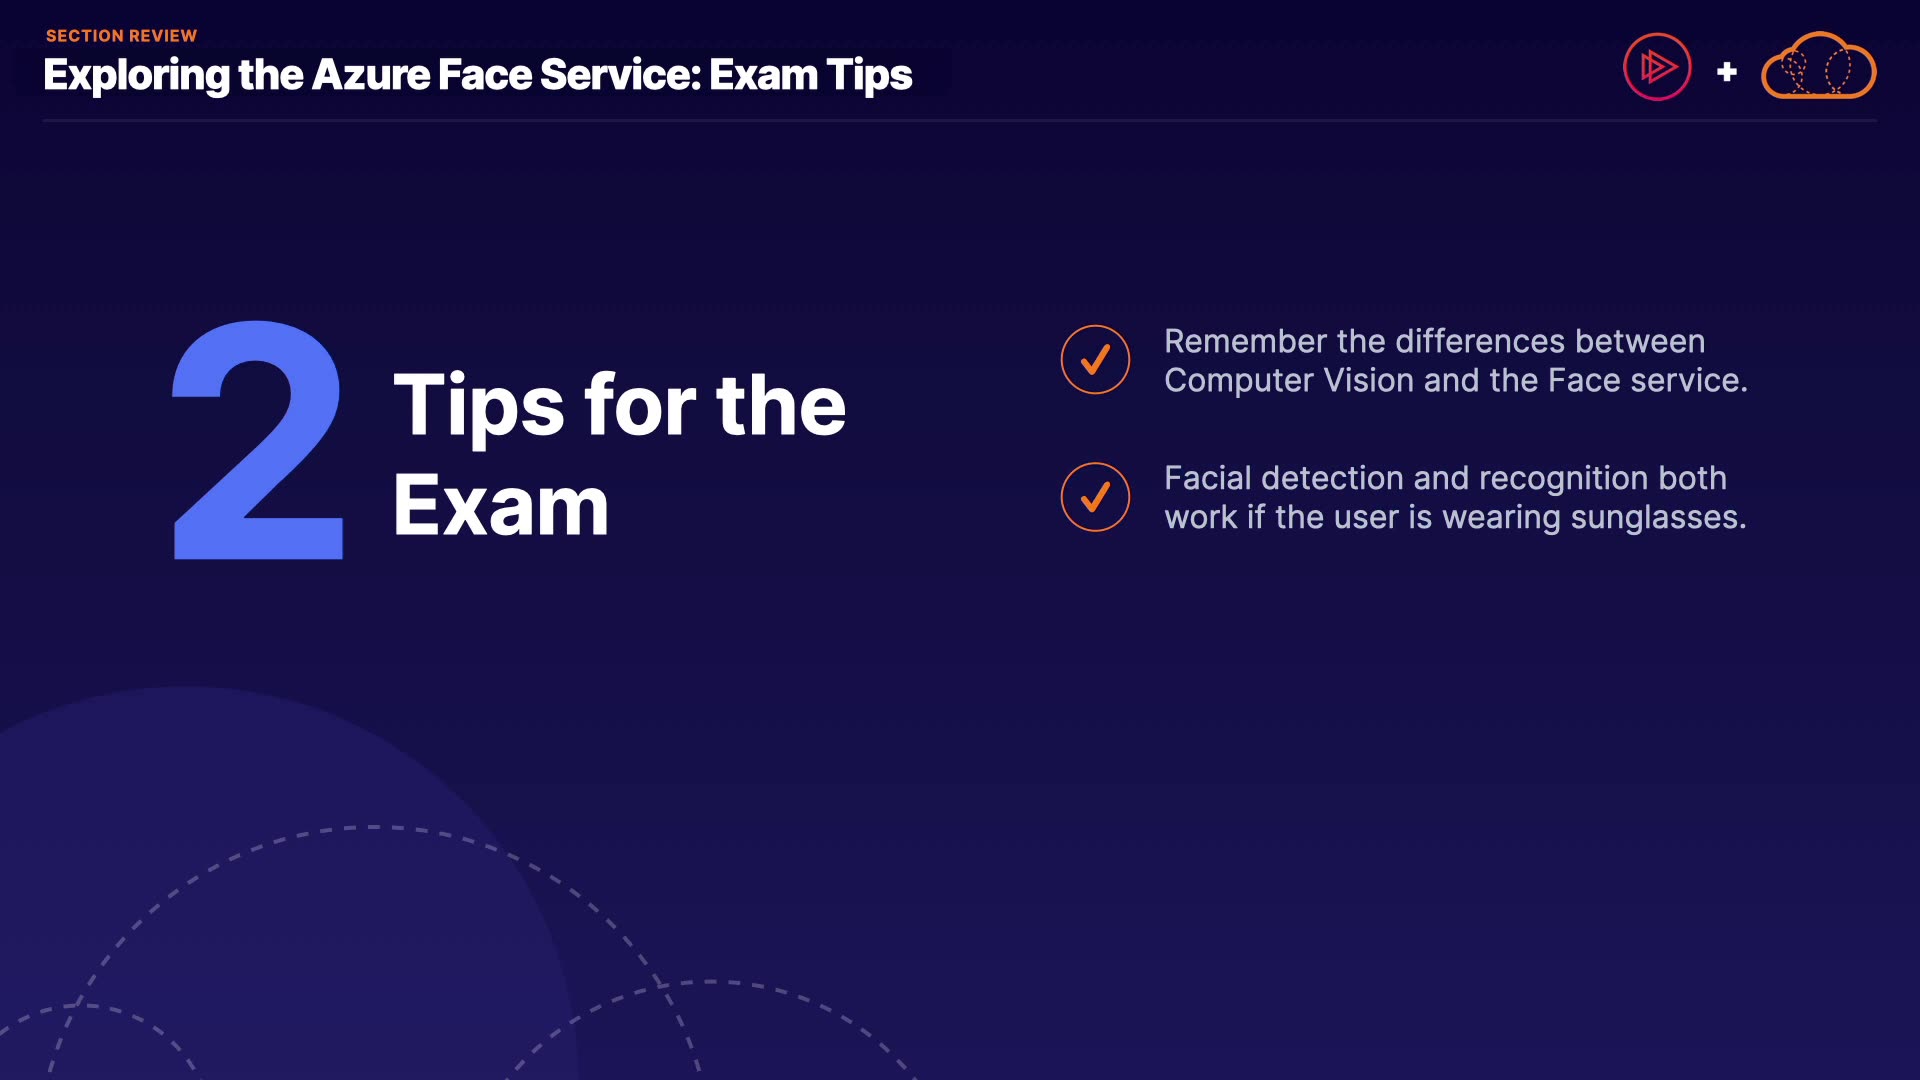 SECTION REVIEW
Exploring the Azure Face Service: Exam Tips
+
2
Tips for the
Exam
Remember the differences between
Computer Vision and the Face service.
Facial detection and recognition both
work if the user is wearing sunglasses.